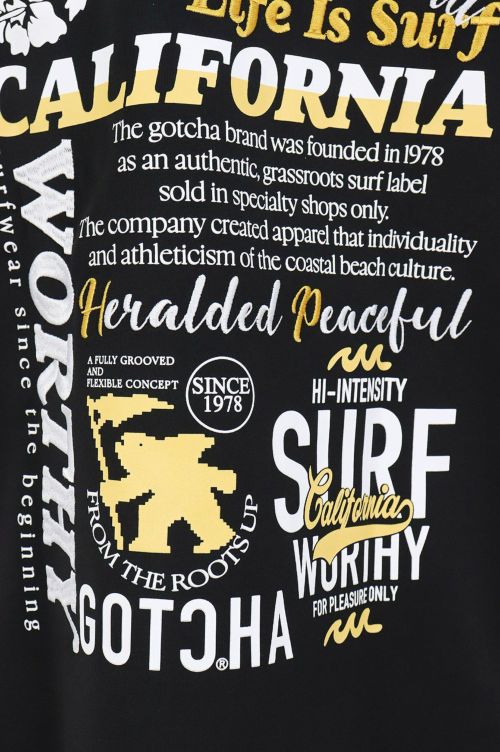 Life Is Surf
CALIFORNIA
The gotcha brand was founded in 1978
as an authentic, grassroots surf label
sold in specialty shops only.
The company created apparel that individuality
and athleticism of the coastal beach culture.
WORTHY
surfwear since the beginning
Heralded Peaceful
A FULLY GROOVED
AND
FLEXIBLE CONCEPT
SINCE
1978
FROM THE ROOTS UP
GOTCHA®
HI-INTENSITY
SURF
California
WORTHY
FOR PLEASURE ONLY